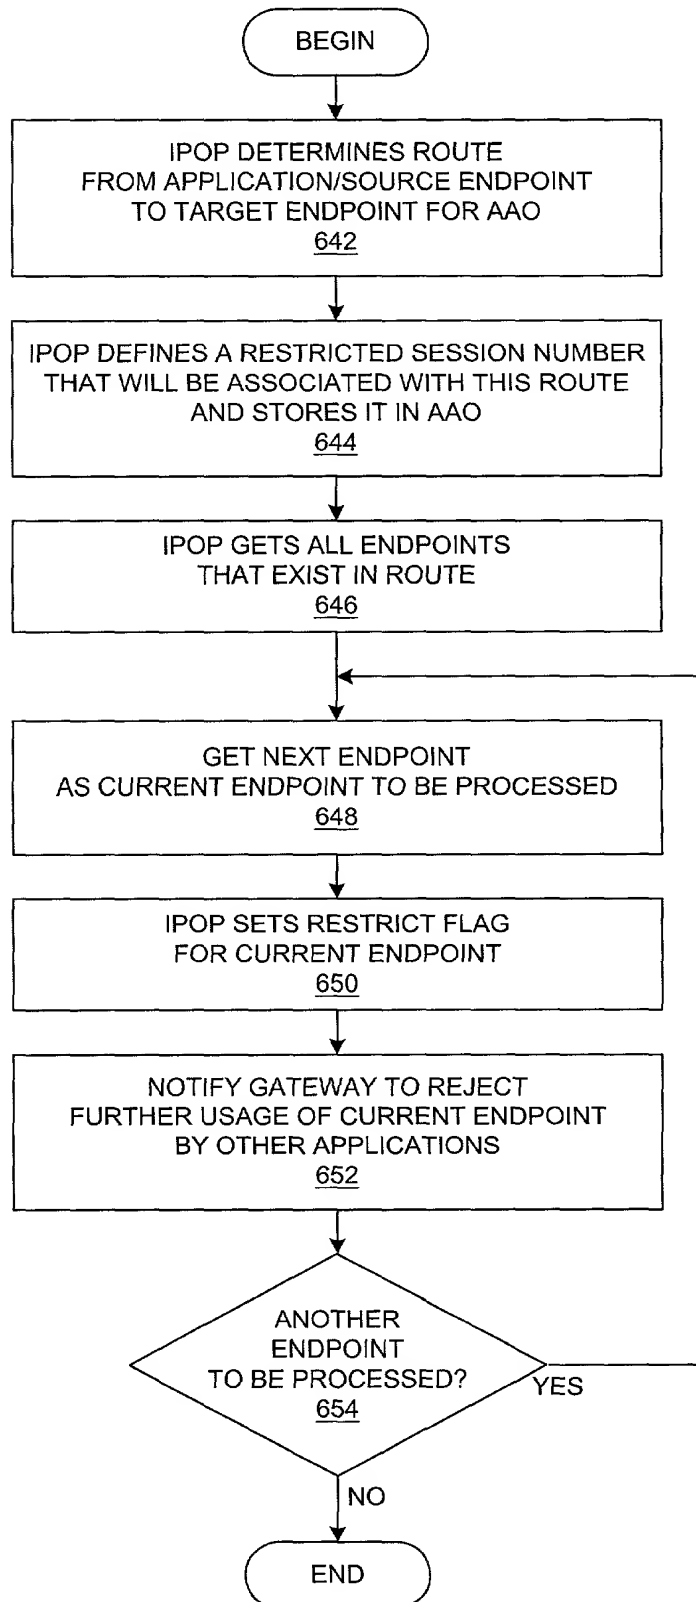 BEGIN
IPOP DETERMINES ROUTE
FROM APPLICATION/SOURCE ENDPOINT
TO TARGET ENDPOINT FOR AAO
642
IPOP DEFINES A RESTRICTED SESSION NUMBER
THAT WILL BE ASSOCIATED WITH THIS ROUTE
AND STORES IT IN AAO
644
IPOP GETS ALL ENDPOINTS
THAT EXIST IN ROUTE
646
GET NEXT ENDPOINT
AS CURRENT ENDPOINT TO BE PROCESSED
648
IPOP SETS RESTRICT FLAG
FOR CURRENT ENDPOINT
650
NOTIFY GATEWAY TO REJECT
FURTHER USAGE OF CURRENT ENDPOINT
BY OTHER APPLICATIONS
652
ANOTHER
ENDPOINT
TO BE PROCESSED?
654
YES
NO
END